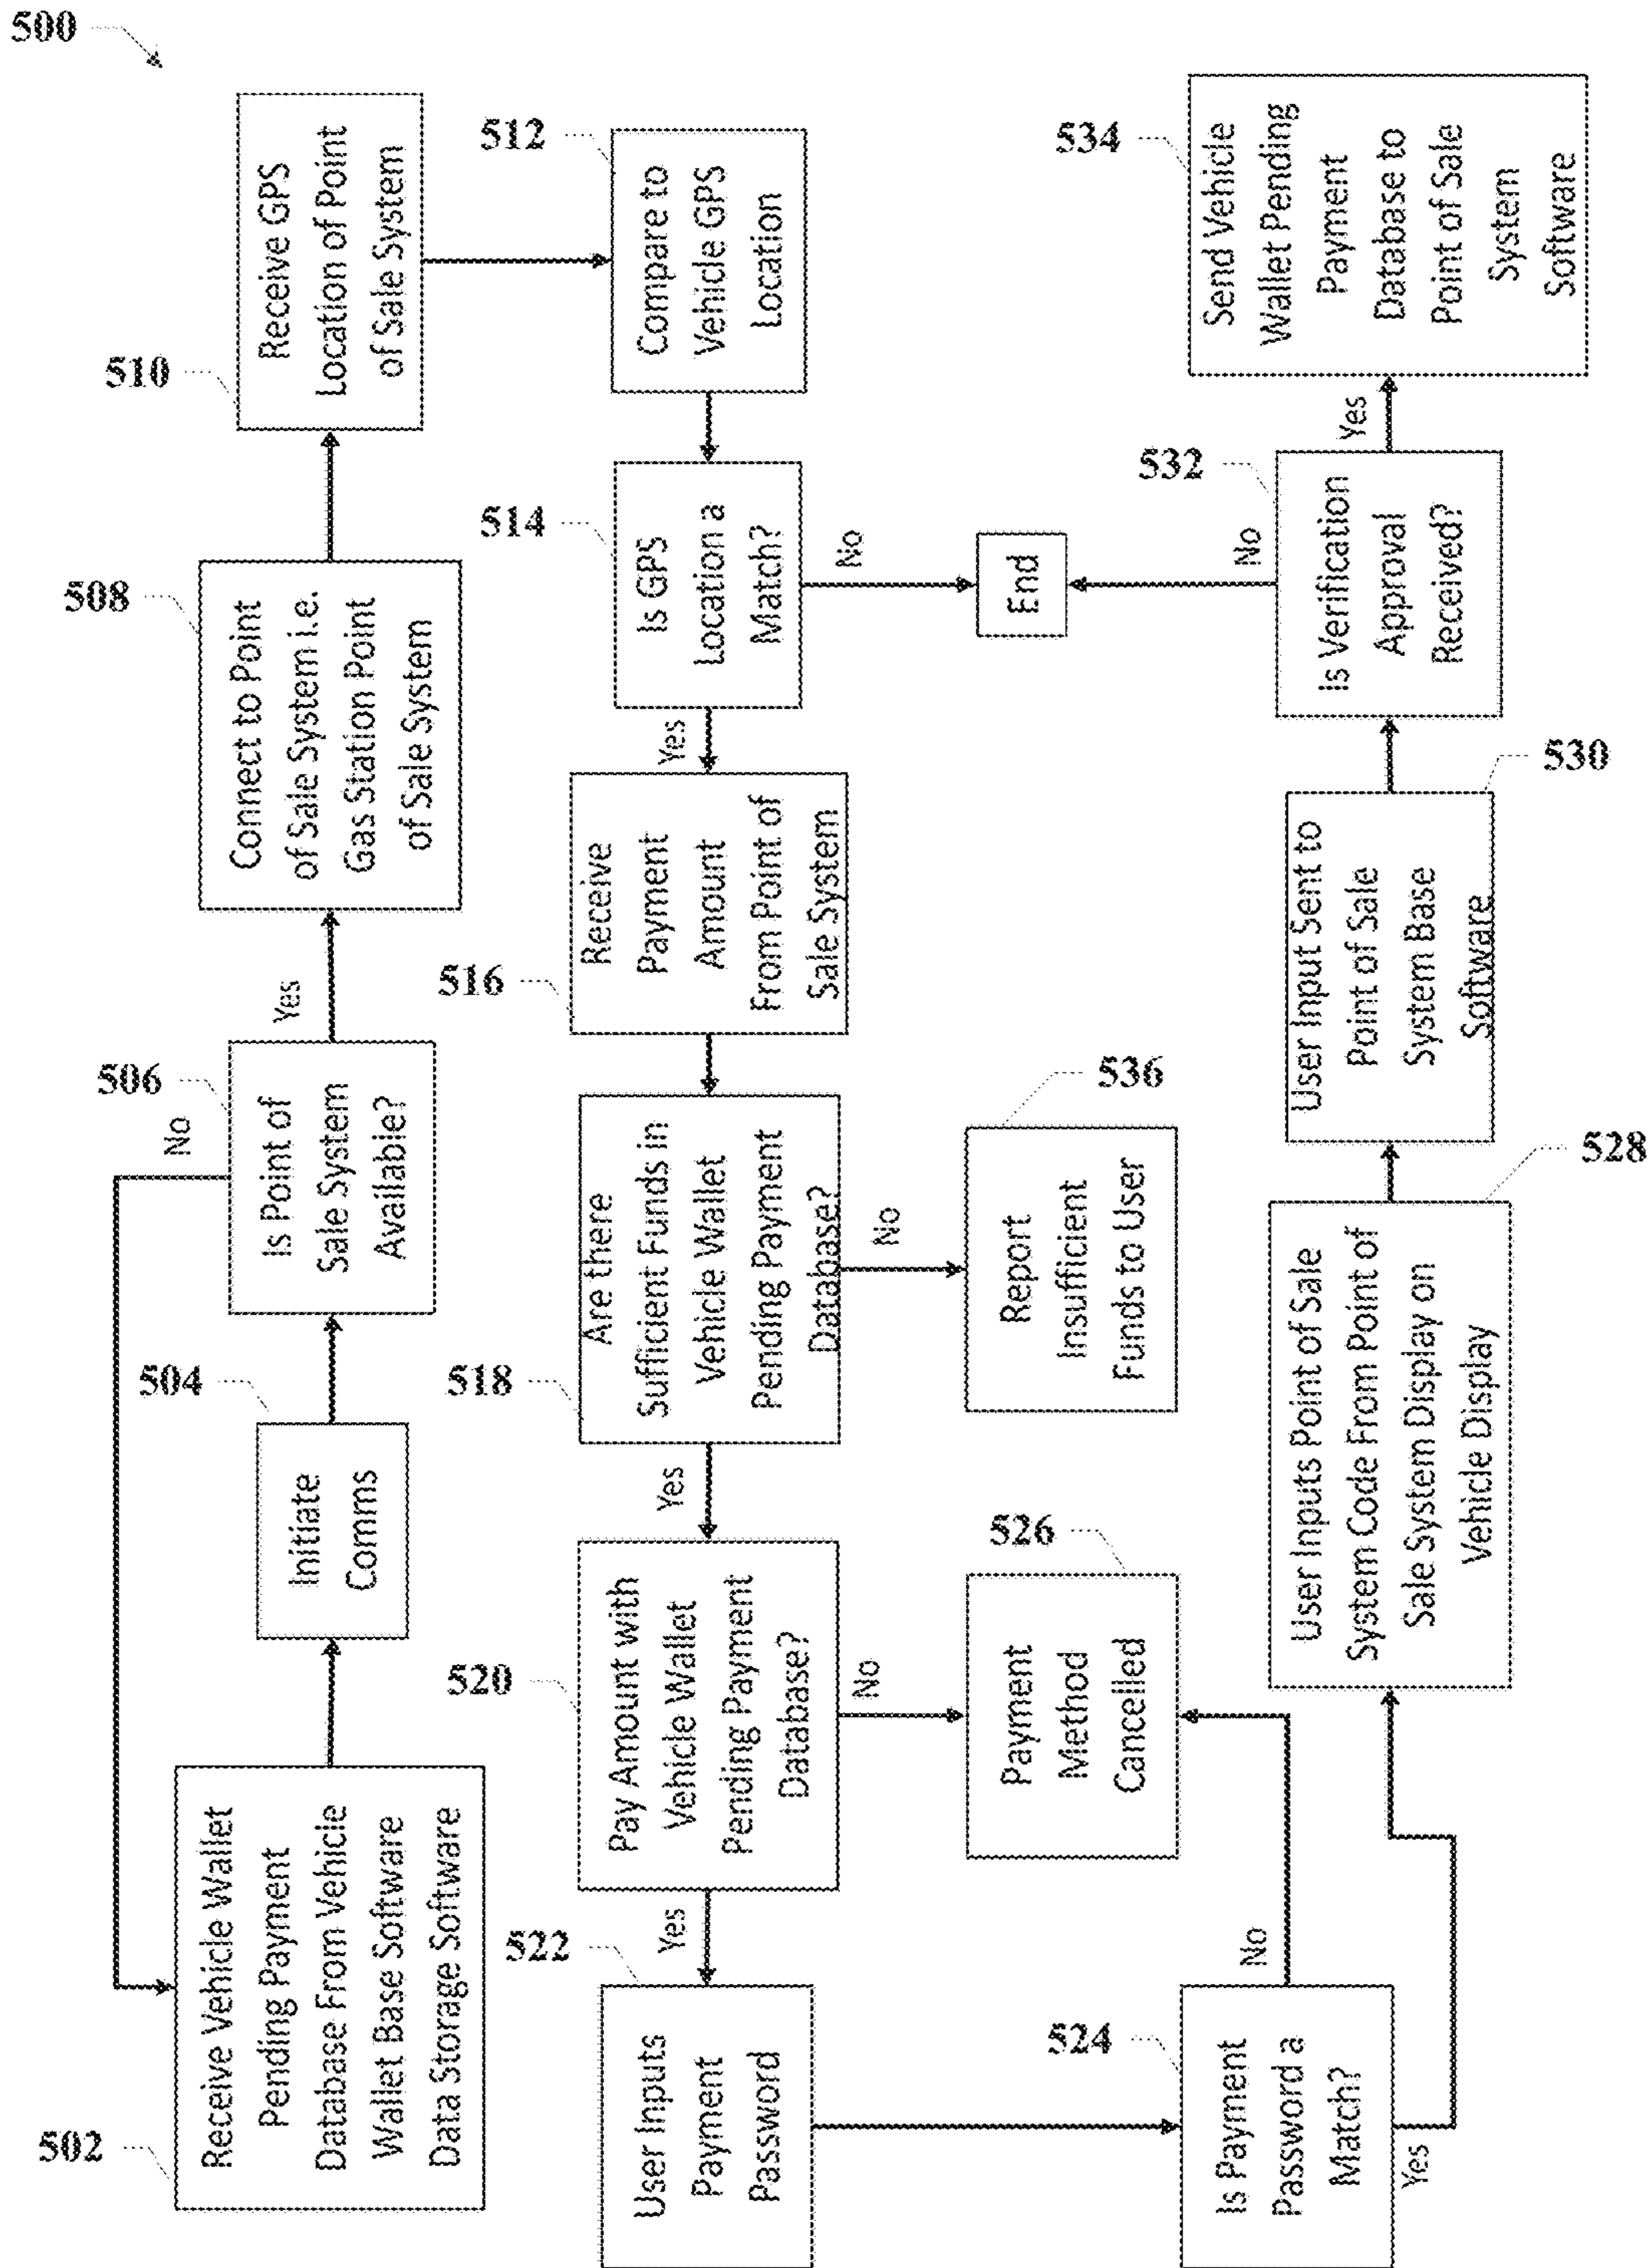 500
502
Receive Vehicle Wallet
Pending Payment
Database From Vehicle
Wallet Base Software
Data Storage Software
504
Initiate
Comms
506
Is Point of
Sale System
Available?
No
Yes
508
Connect to Point
of Sale System i.e.
Gas Station Point
of Sale System
510
Receive GPS
Location of Point
of Sale System
512
Compare to
Vehicle GPS
Location
514
Is GPS
Location a
Match?
No
End
Yes
516
Receive
Payment
Amount
From Point of
Sale System
518
Are there
Sufficient Funds in
Vehicle Wallet
Pending Payment
Database?
No
536
Report
Insufficient
Funds to User
Yes
520
Pay Amount with
Vehicle Wallet
Pending Payment
Database?
No
526
Payment
Method
Cancelled
Yes
522
User Inputs
Payment
Password
524
Is Payment
Password a
Match?
No
Yes
528
User Inputs Point of Sale
System Code From Point of
Sale System Display on
Vehicle Display
530
User Input Sent to
Point of Sale
System Base
Software
532
Is Verification
Approval
Received?
No
Yes
534
Send Vehicle
Wallet Pending
Payment
Database to
Point of Sale
System
Software